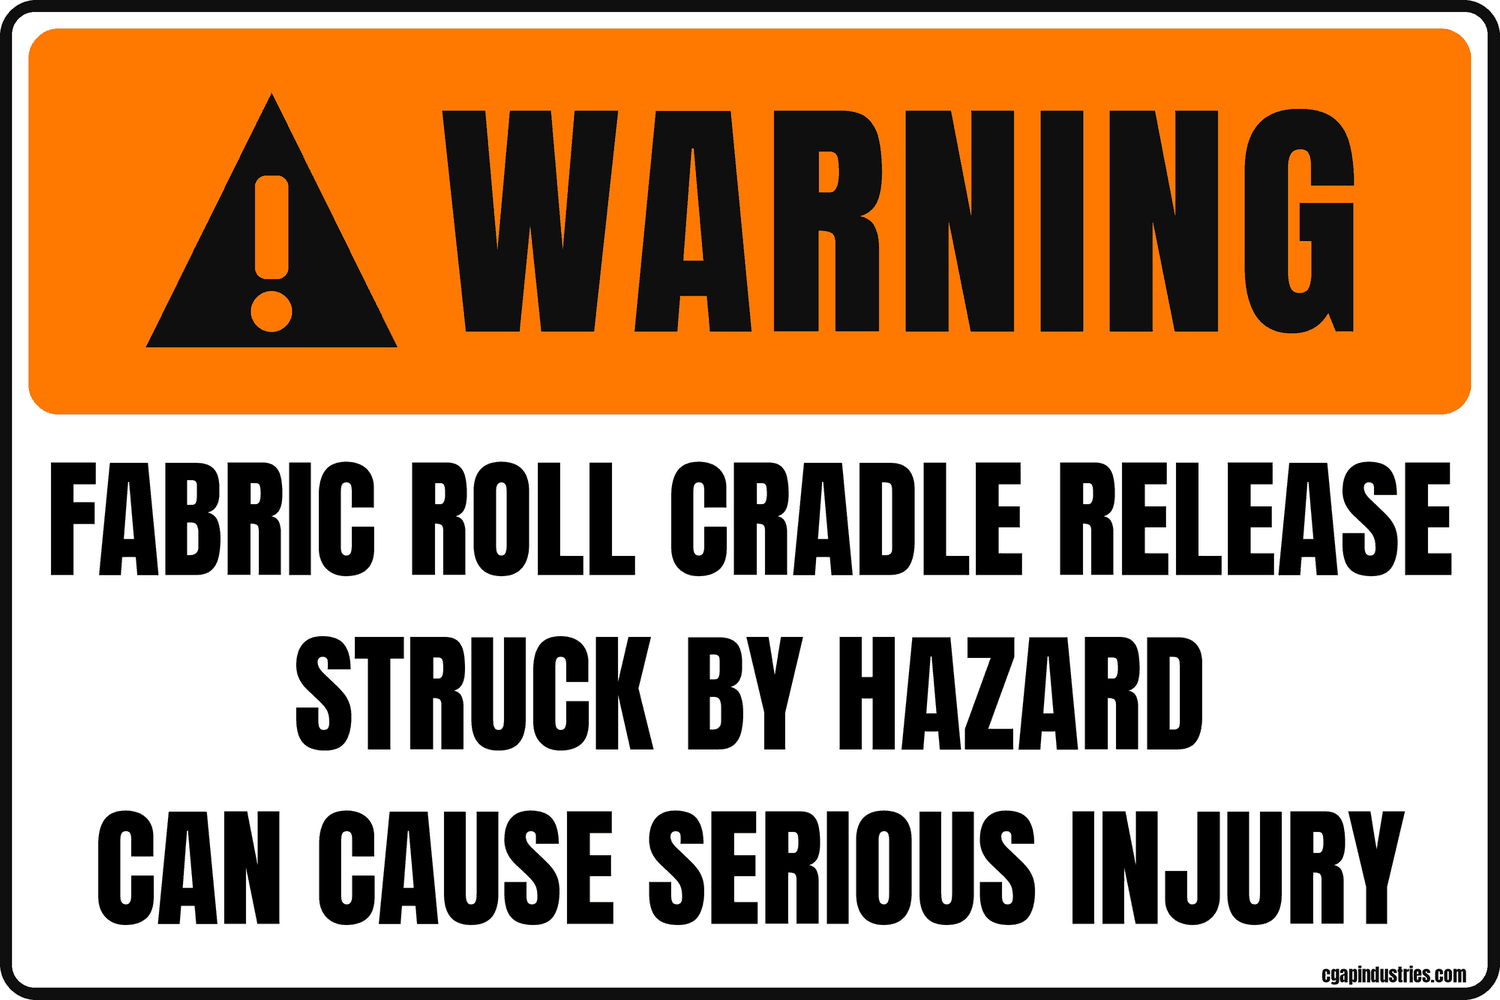 WARNING
FABRIC ROLL CRADLE RELEASE
STRUCK BY HAZARD
CAN CAUSE SERIOUS INJURY
cgapindustries.com